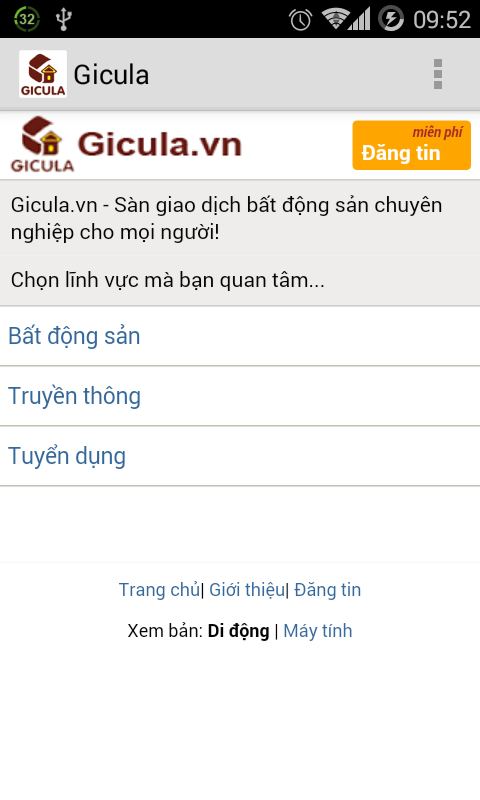 32
09:52
GICULA
Gicula
GICULA
Gicula.vn
miên phí
Đăng tin
Gicula.vn - Sàn giao dịch bất động sản chuyên
nghiệp cho mọi người!
Chọn lĩnh vực mà bạn quan tâm...
Bất động sản
Truyền thông
Tuyển dụng
Trang chủ| Giới thiệu| Đăng tin
Xem bản: Di động | Máy tính